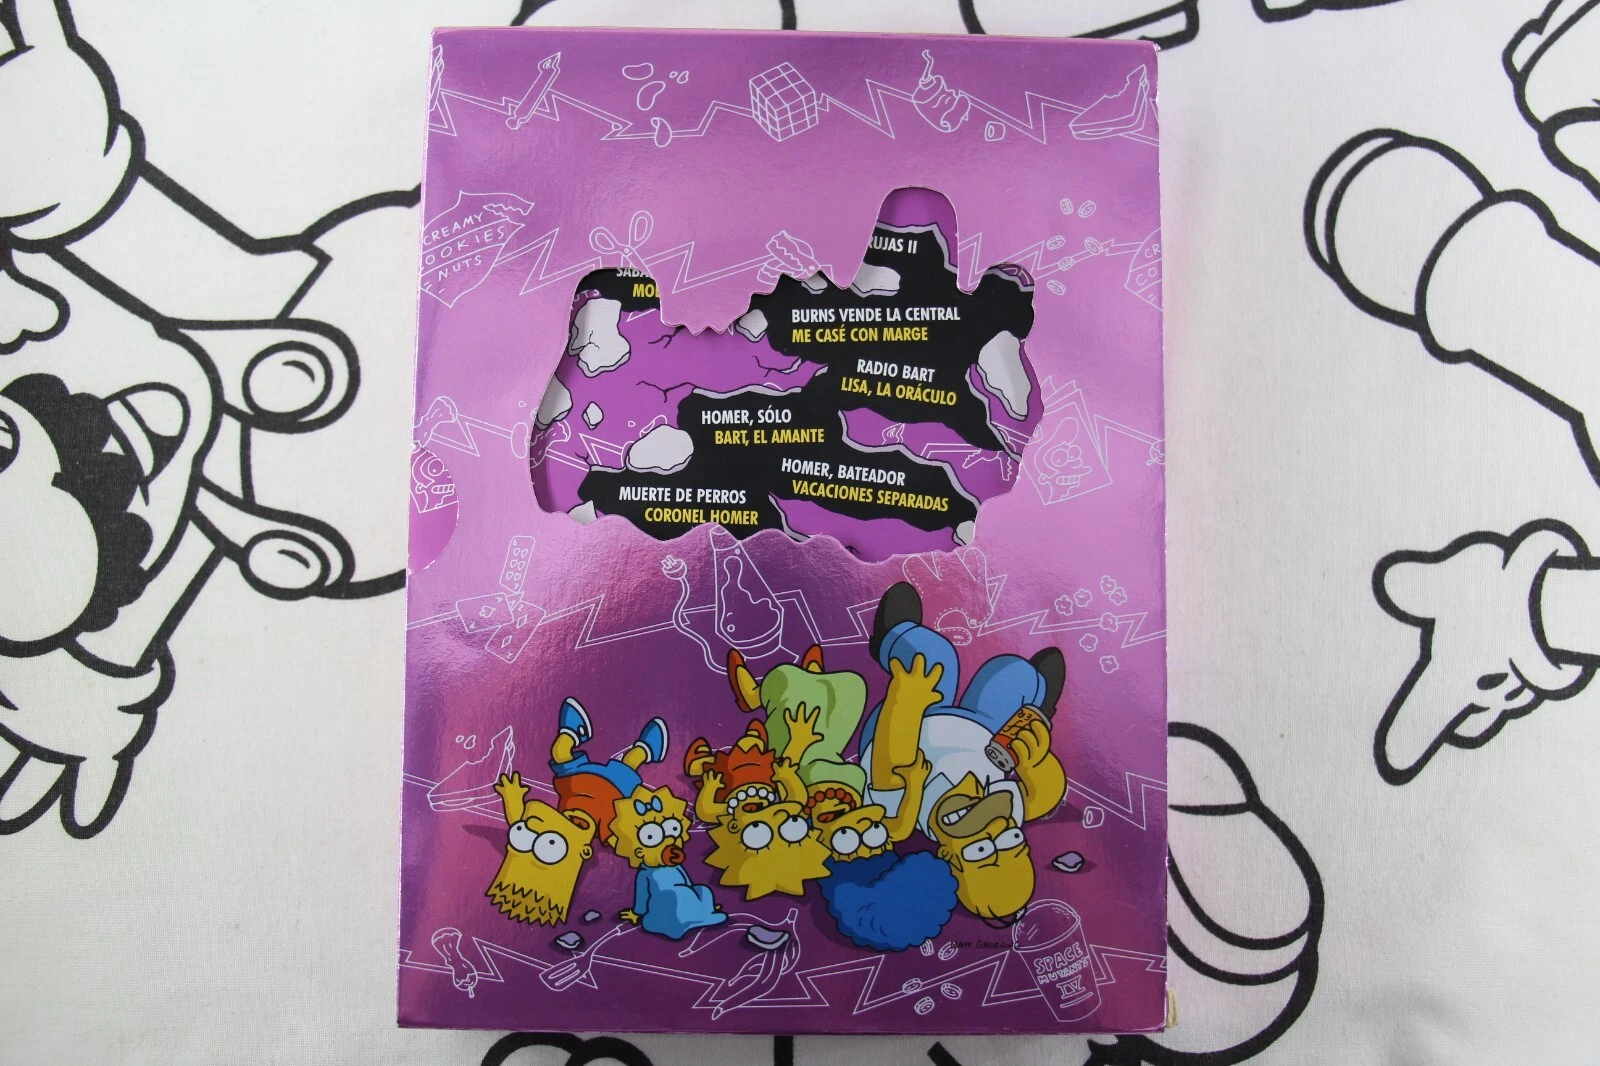 CREAMY
COOKIES
NUTS
RUJAS II
MOL
BURNS VENDE LA CENTRAL
ME CASÉ CON MARGE
RADIO BART
LISA, LA ORÁCULO
HOMER, SÓLO
BART, EL AMANTE
HOMER, BATEADOR
VACACIONES SEPARADAS
MUERTE DE PERROS
CORONEL HOMER
SPACE
MUTANTS
IV